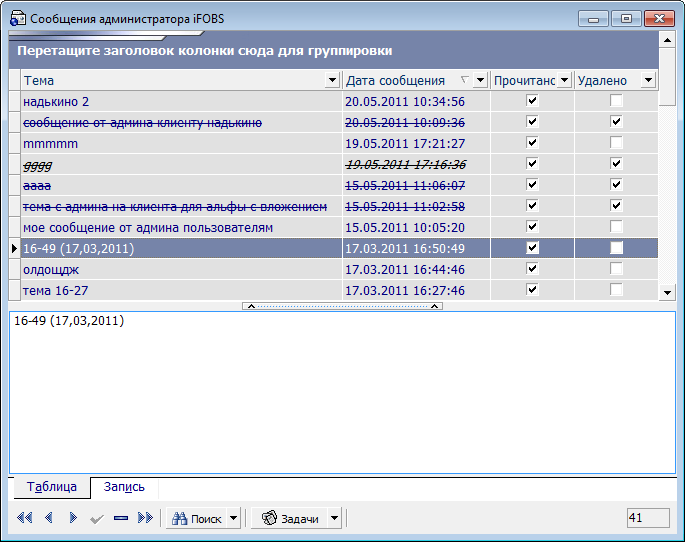 Сообщения администратора iFOBS
Перетащите заголовок колонки сюда для группировки
Тема Дата сообщения Прочитанс Удалено
надькино 2 20.05.2011 10:34:56
сообщение от админа клиенту надькино 20.05.2011 10:09:36
mmmmm 19.05.2011 17:21:27
gggg 19.05.2011 17:16:36
аааа 15.05.2011 11:06:07
тема с админа на клиента для альфы с вложением 15.05.2011 11:02:58
мое сообщение от админа пользователям 15.05.2011 10:05:20
16-49 (17,03,2011) 17.03.2011 16:50:49
олдощдж 17.03.2011 16:44:46
тема 16-27 17.03.2011 16:27:46
16-49 (17,03,2011)
Таблица Запись
Поиск Задачи 41